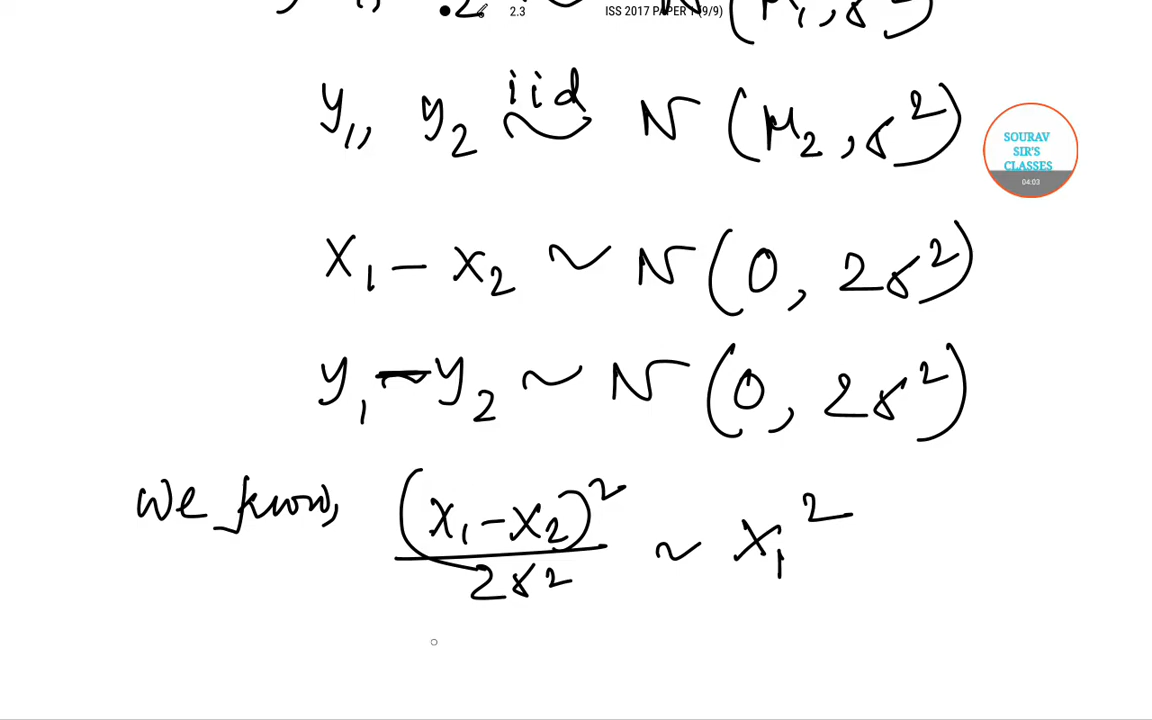 2.3 ISS 2017 PAPER 1 (9/9)
y₁, y₂ iid ~ N (μ₂, σ²)
SOURAV
SIR'S
CLASSES
04:03
X₁ - X₂ ~ N (0, 2σ²)
y₁ - y₂ ~ N (0, 2σ²)
We know, (X₁ - X₂)² / 2σ² ~ χ₁²